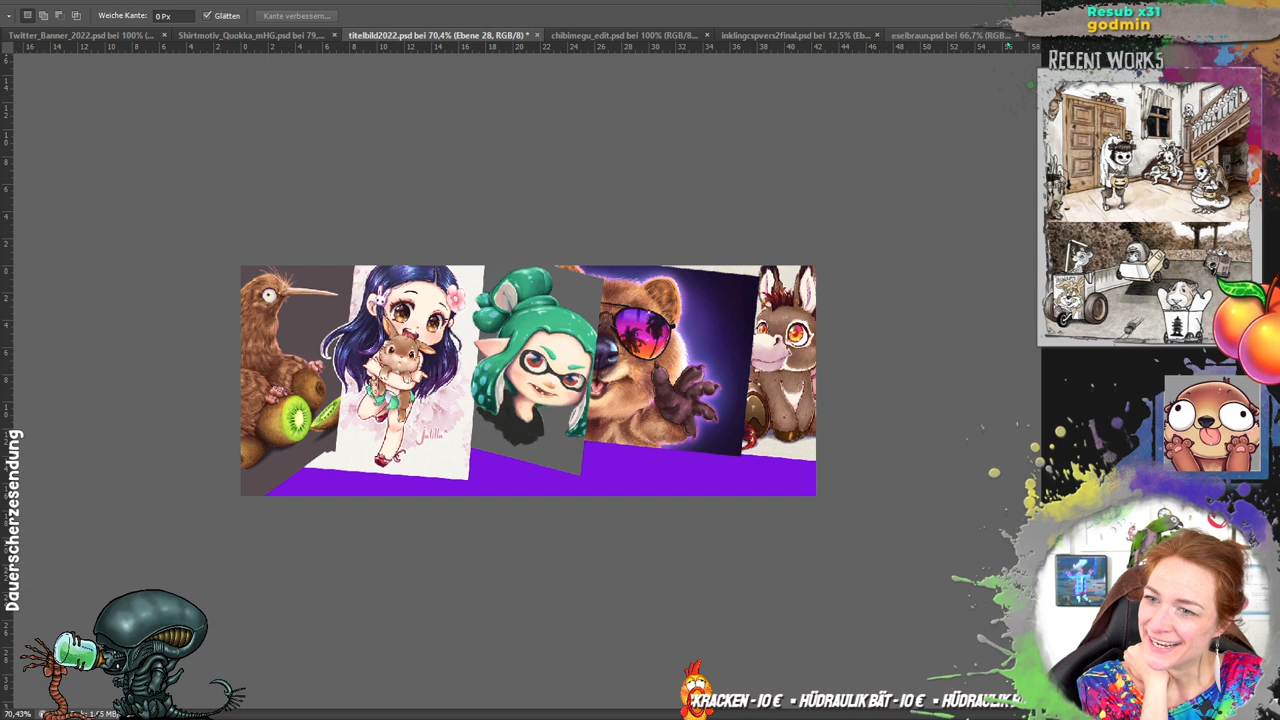 Weiche Kante: 0 Px Glätten Kante verbessern...
Twitter_Banner_2022.psd bei 100% (... × Shirtmotiv_Quokka_mHG.psd bei 79,... × titelbild2022.psd bei 70,4% (Ebene 28, RGB/8) * × chibimegu_edit.psd bei 100% (RGB/8... × inklingcspvers2final.psd bei 12,5% (Eb... × eselbraun.psd bei 66,7% (RGB... ×
Resub x31
godmin
RECENT WORKS
Dauerscherzesendung
KRACKEN - 10 € • HÜDRAULIK BÄT - 10 € • HÜDRAULIK
70,43%